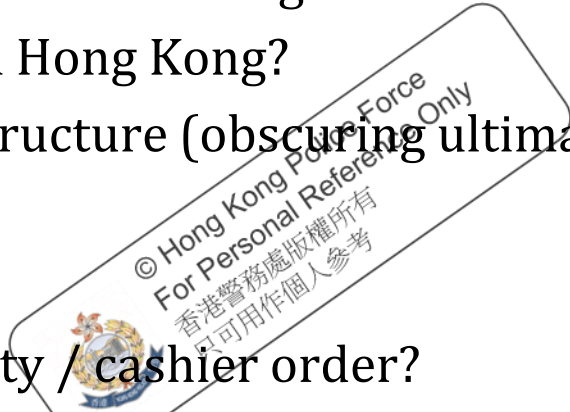 Hong Kong?
ructure (obscuring ultima
© Hong Kong Police Force
For Personal Reference Only
香港警務處版權所有
只可用作個人參考
ty / cashier order?